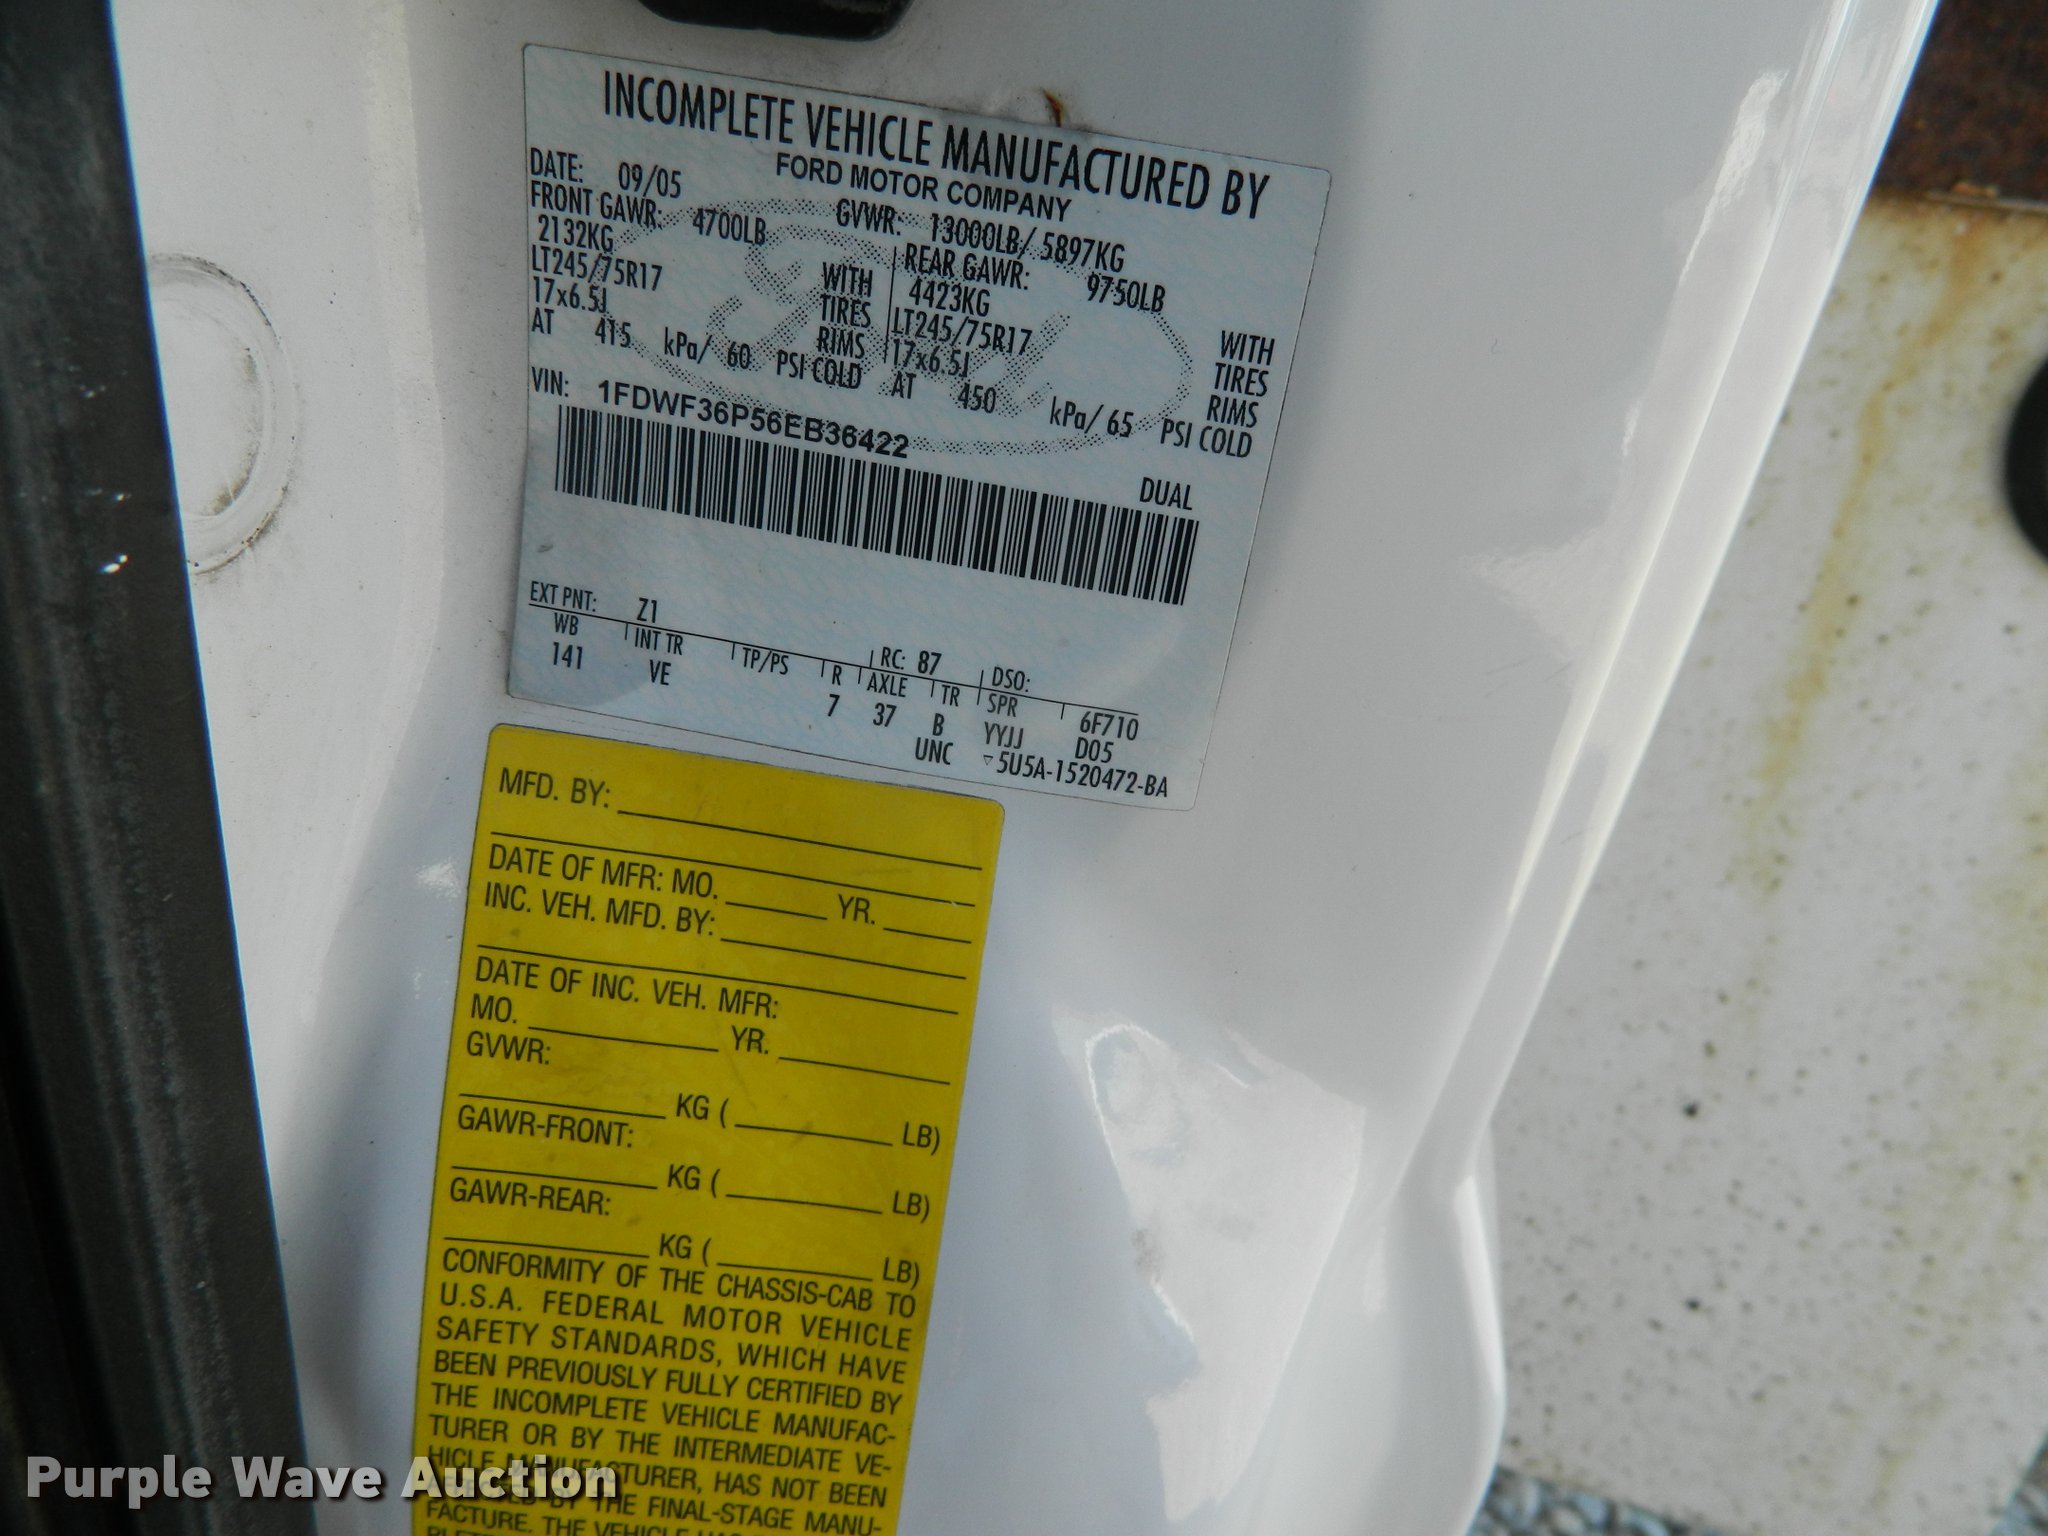 INCOMPLETE VEHICLE MANUFACTURED BY
FORD MOTOR COMPANY
DATE: 09/05 GVWR: 13000LB/ 5897KG
FRONT GAWR: 4700LB REAR GAWR: 9750LB
2132KG WITH 4423KG WITH
LT245/75R17 TIRES LT245/75R17 TIRES
17x6.5J RIMS 17x6.5J RIMS
AT 415 kPa/ 60 PSI COLD AT 450 kPa/ 65 PSI COLD
VIN: 1FDWF36P56EB36422
DUAL
EXT PNT: Z1 RC: 87 DSO:
WB INT TR TP/PS R AXLE TR SPR 6F710
141 VE 7 37 B YYJJ D05
UNC ▽5U5A-1520472-BA
MFD. BY:
DATE OF MFR: MO. YR.
INC. VEH. MFD. BY:
DATE OF INC. VEH. MFR:
MO. YR.
GVWR:
KG ( LB)
GAWR-FRONT:
KG ( LB)
GAWR-REAR:
KG ( LB)
CONFORMITY OF THE CHASSIS-CAB TO
U.S.A. FEDERAL MOTOR VEHICLE
SAFETY STANDARDS, WHICH HAVE
BEEN PREVIOUSLY FULLY CERTIFIED BY
THE INCOMPLETE VEHICLE MANUFAC-
TURER OR BY THE INTERMEDIATE VE-
HICLE MANUFACTURER, HAS NOT BEEN
BY THE FINAL-STAGE MANU-
FACTURE. THE VEHICLE
Purple Wave Auction